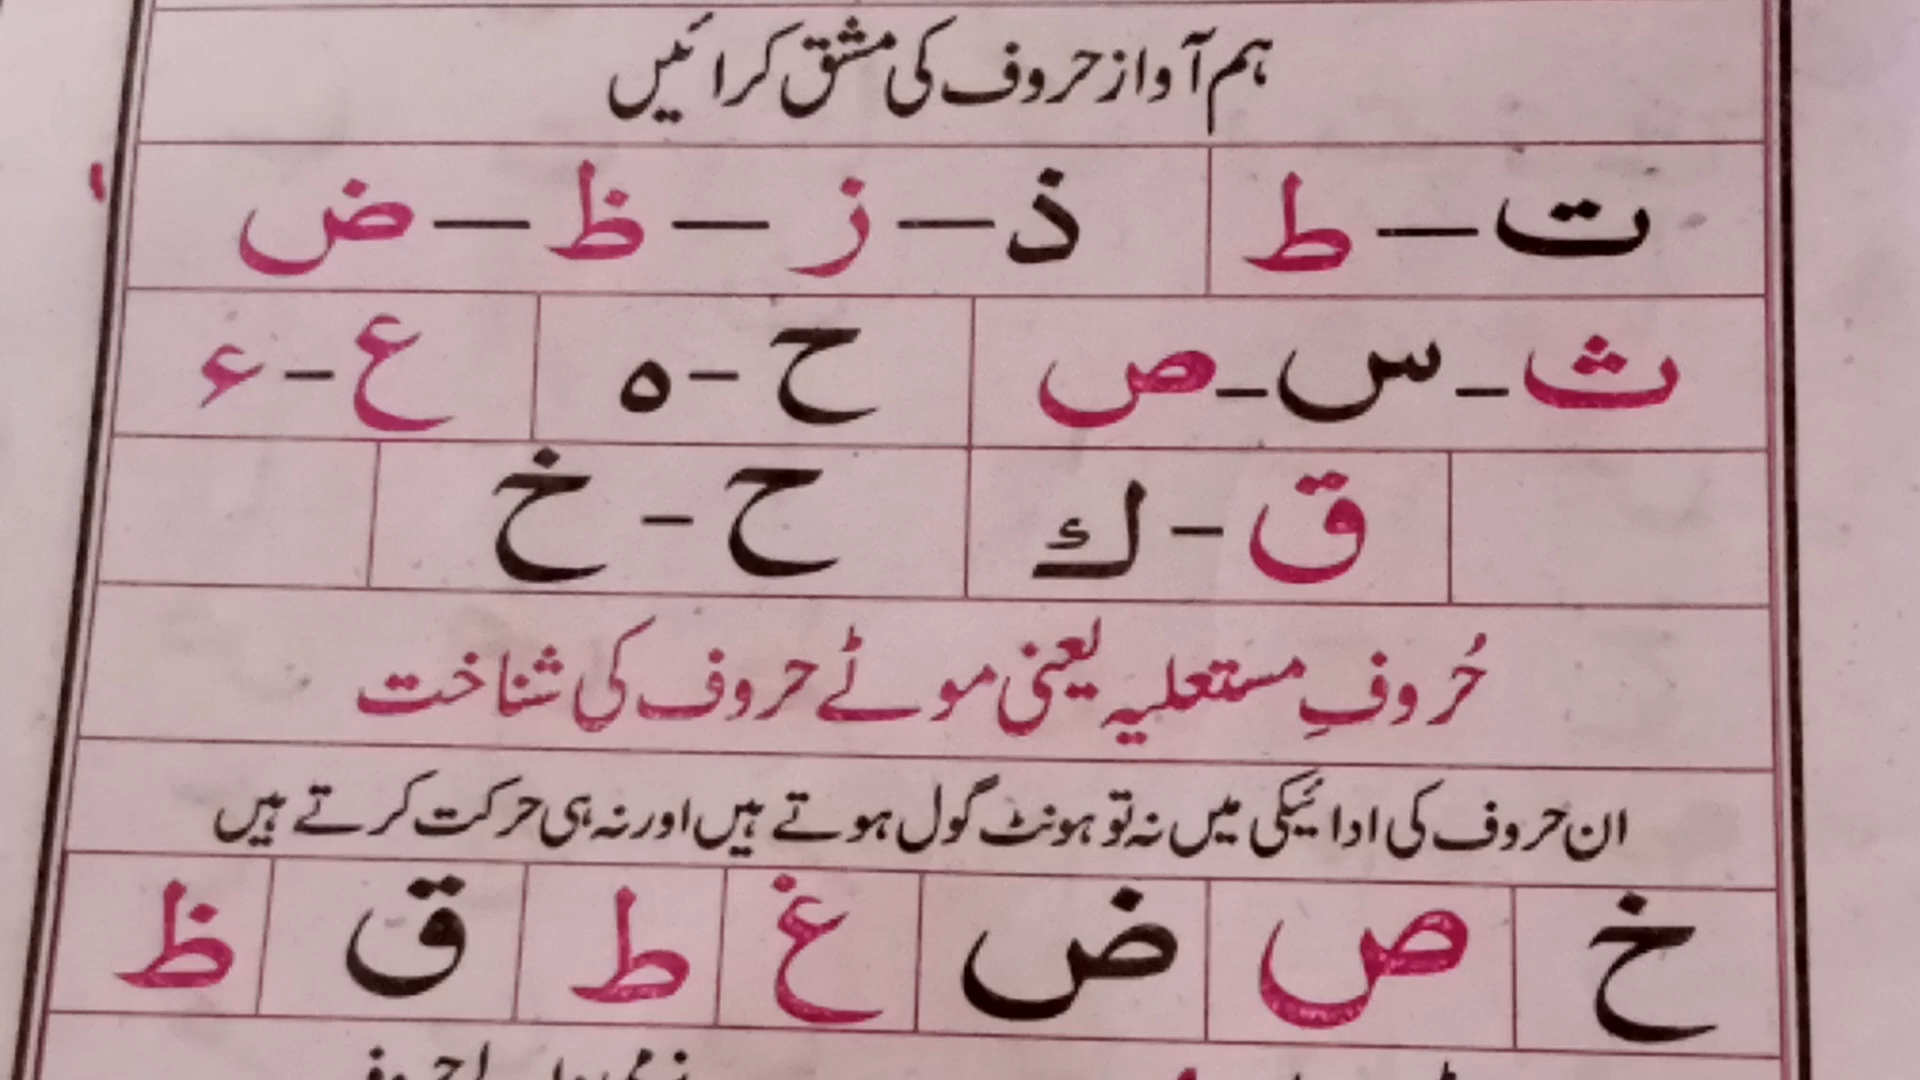 ہم آواز حروف کی مشق کرائیں
ت – ط ذ – ز – ظ – ض
ث - س - ص ح - ه ع - ء
ق - ك ح - خ
حُروفِ مستعلیہ یعنی موٹے حروف کی شناخت
ان حروف کی ادائیگی میں نہ تو ہونٹ گول ہوتے ہیں اور نہ ہی حرکت کرتے ہیں
خ ص ض غ ط ق ظ